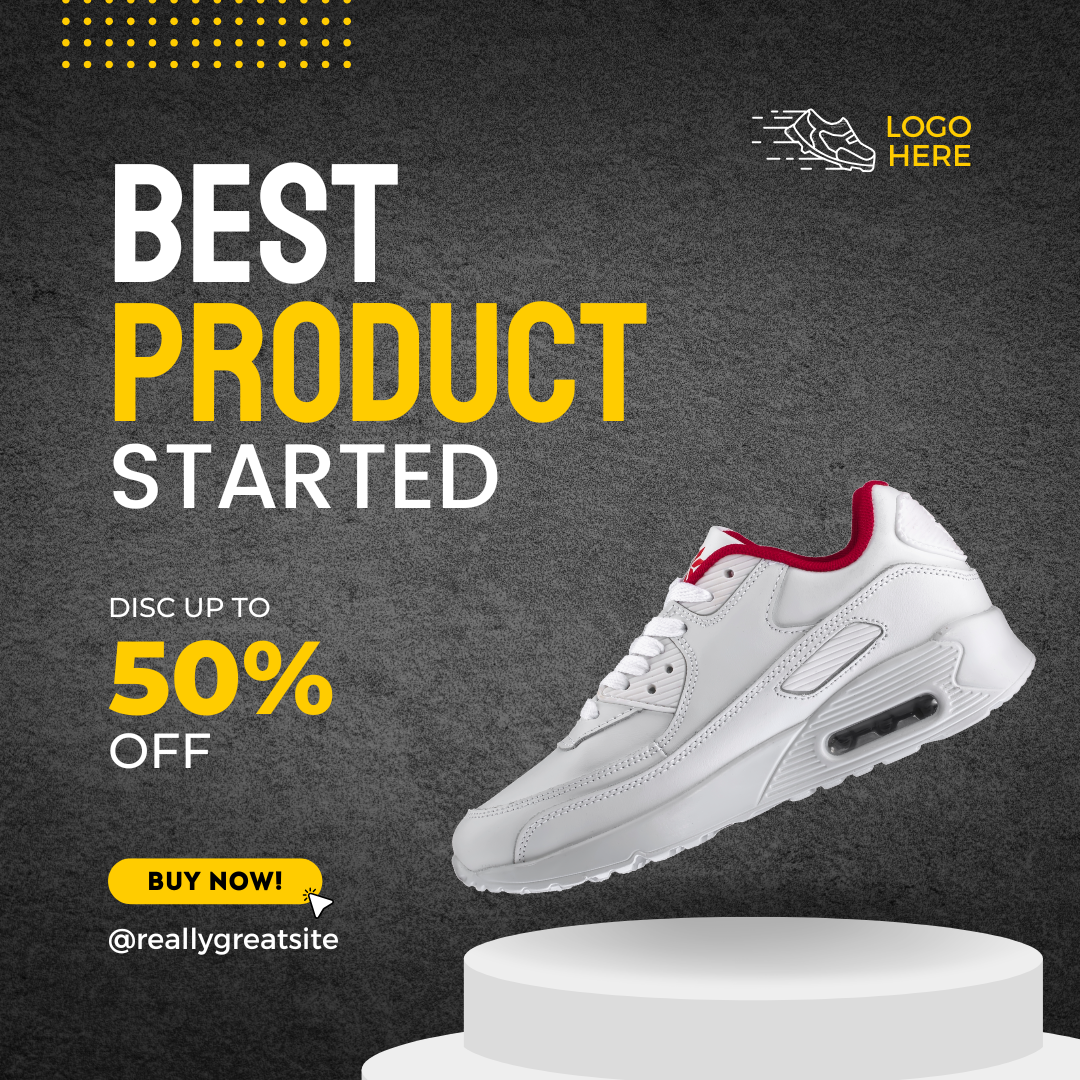 LOGO
HERE
BEST
PRODUCT
STARTED
DISC UP TO
50%
OFF
BUY NOW!
@reallygreatsite